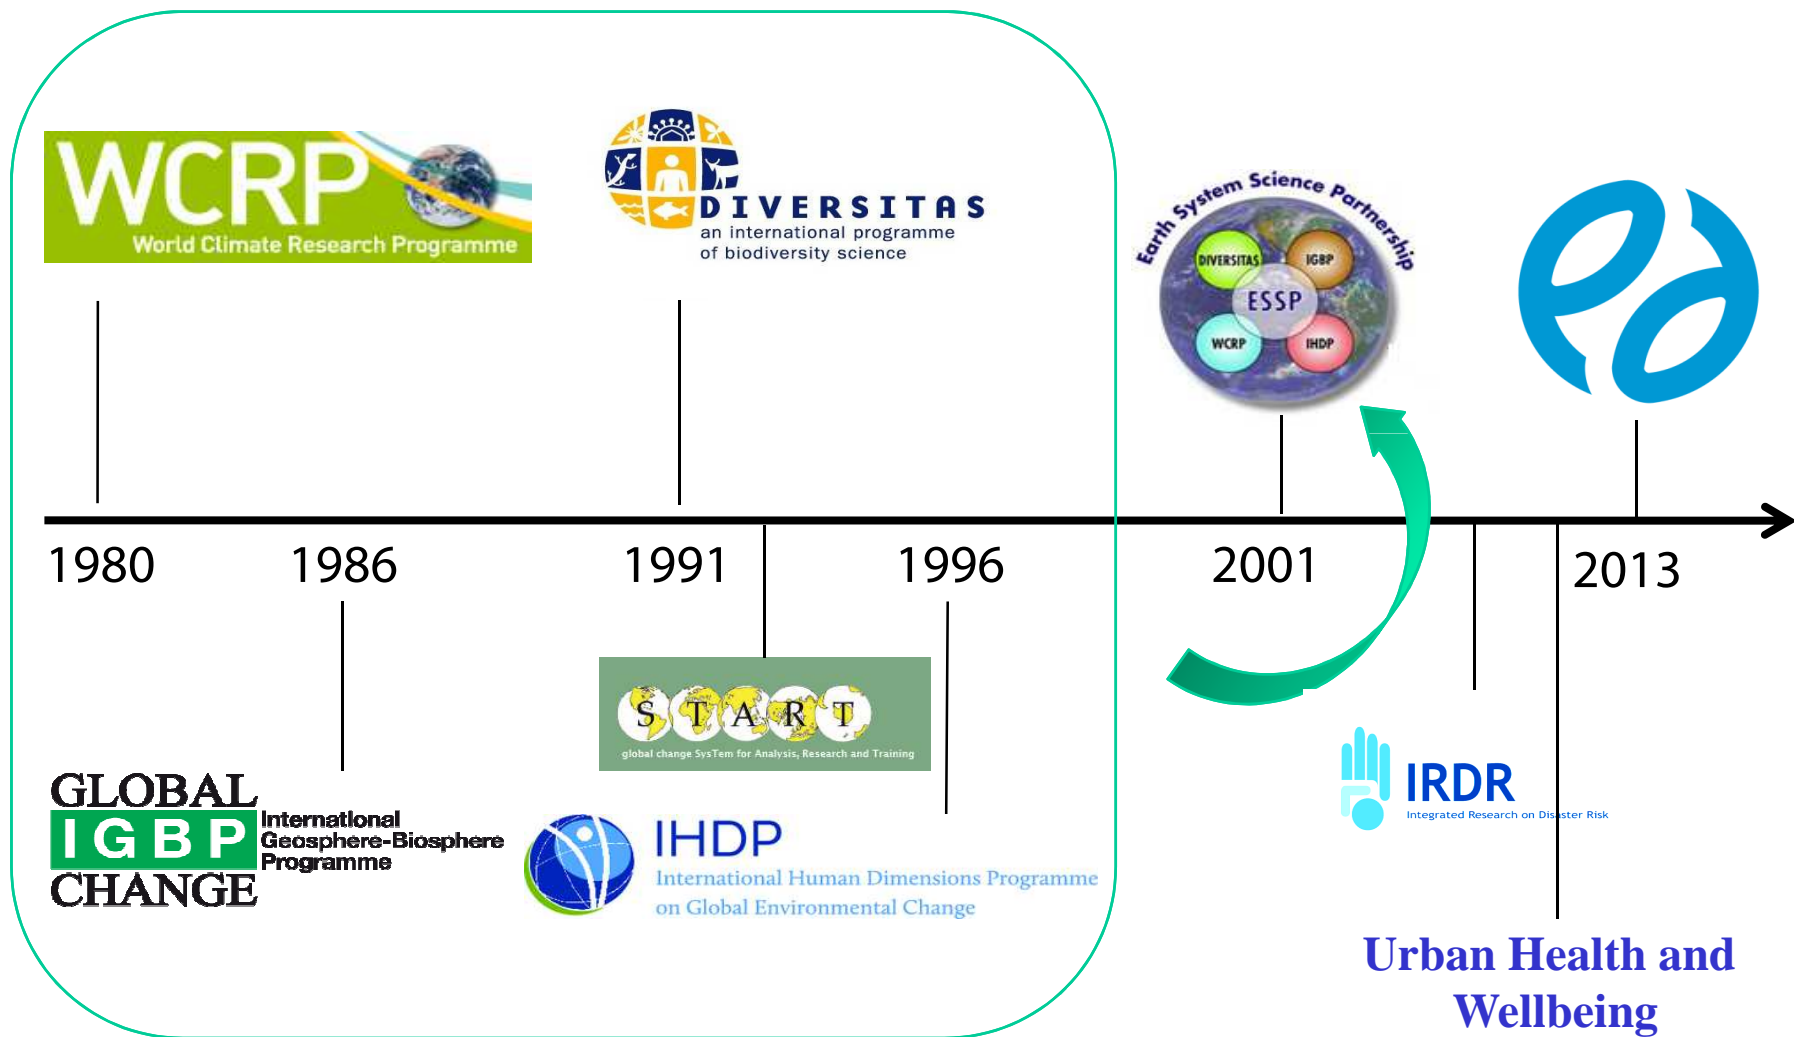 WCRP
World Climate Research Programme
DIVERSITAS
an international programme
of biodiversity science
Earth System Science Partnership
DIVERSITAS
IGBP
ESSP
WCRP
IHDP
1980
1986
1991
1996
2001
2013
START
global change SysTem for Analysis, Research and Training
GLOBAL
IGBP
CHANGE
International
Geosphere-Biosphere
Programme
IHDP
International Human Dimensions Programme
on Global Environmental Change
IRDR
Integrated Research on Disaster Risk
Urban Health and
Wellbeing